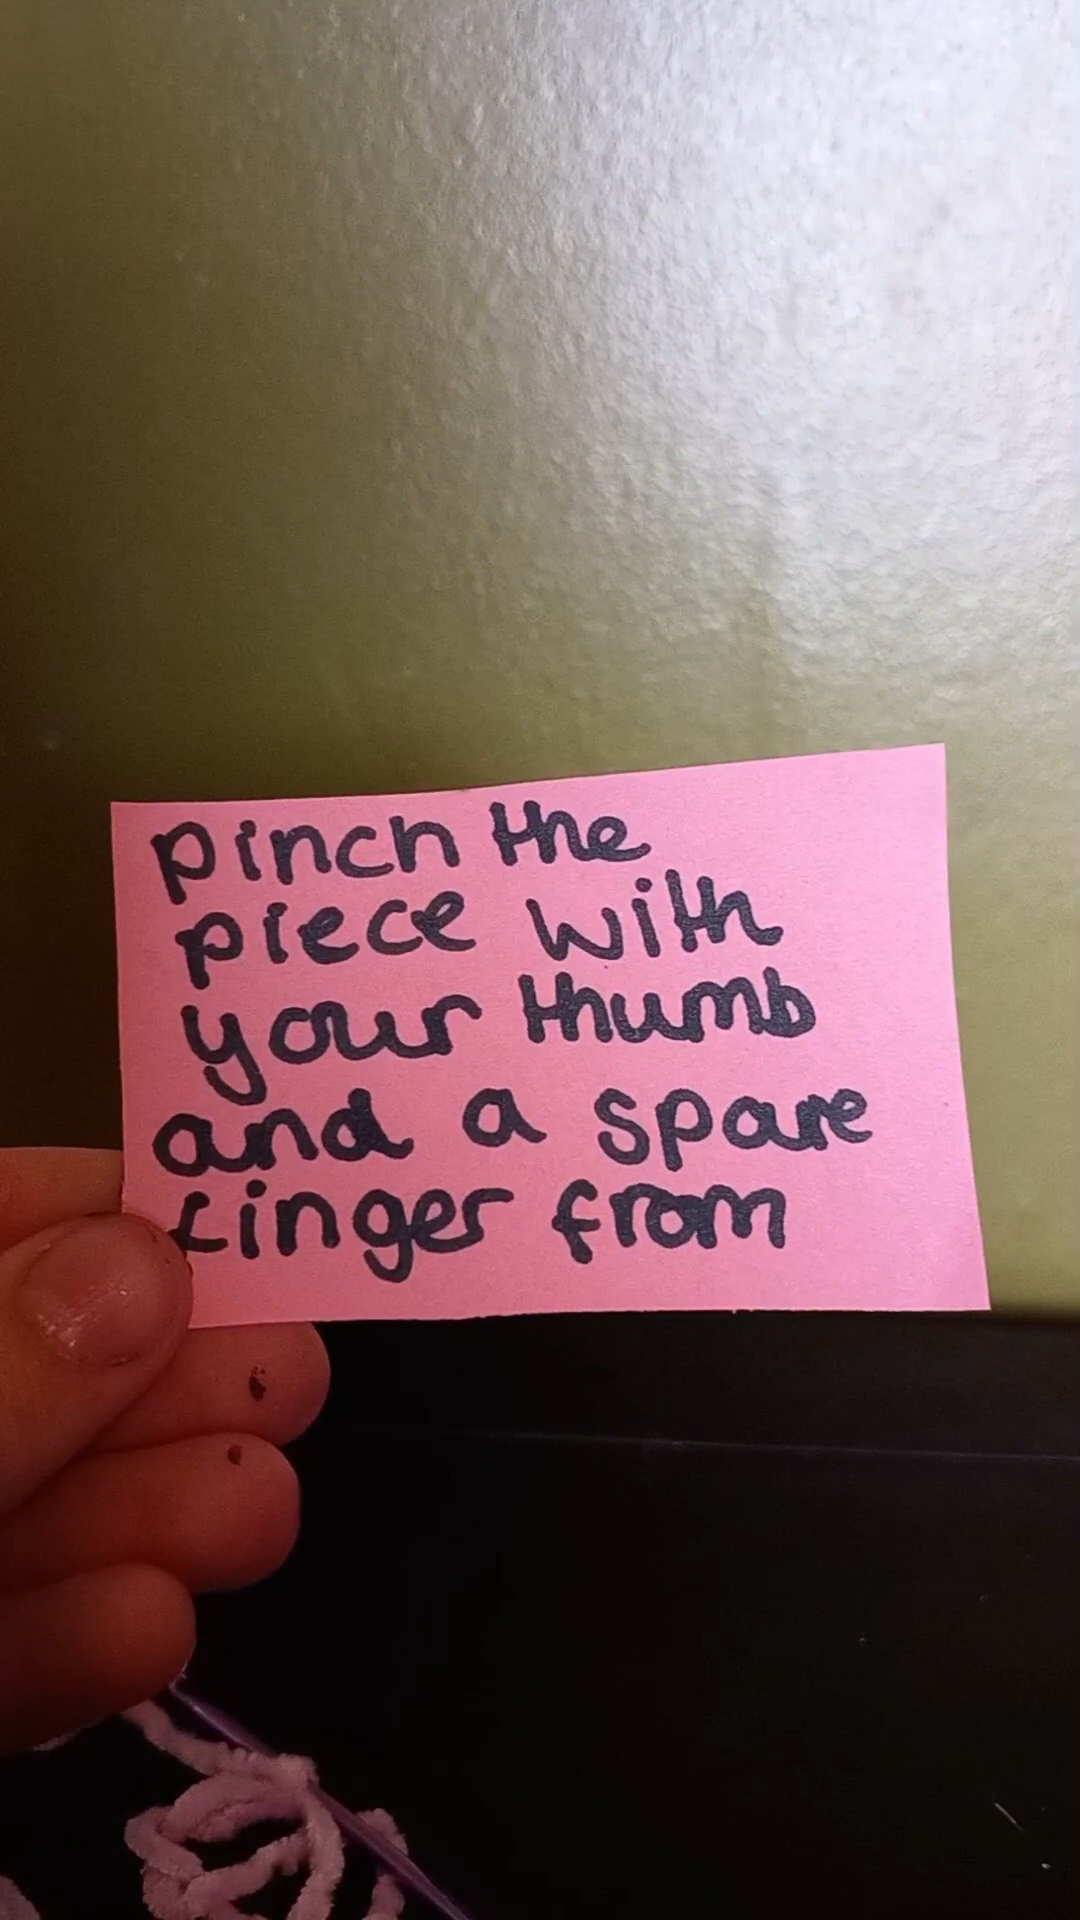 pinch the
piece with
your thumb
and a spare
finger from